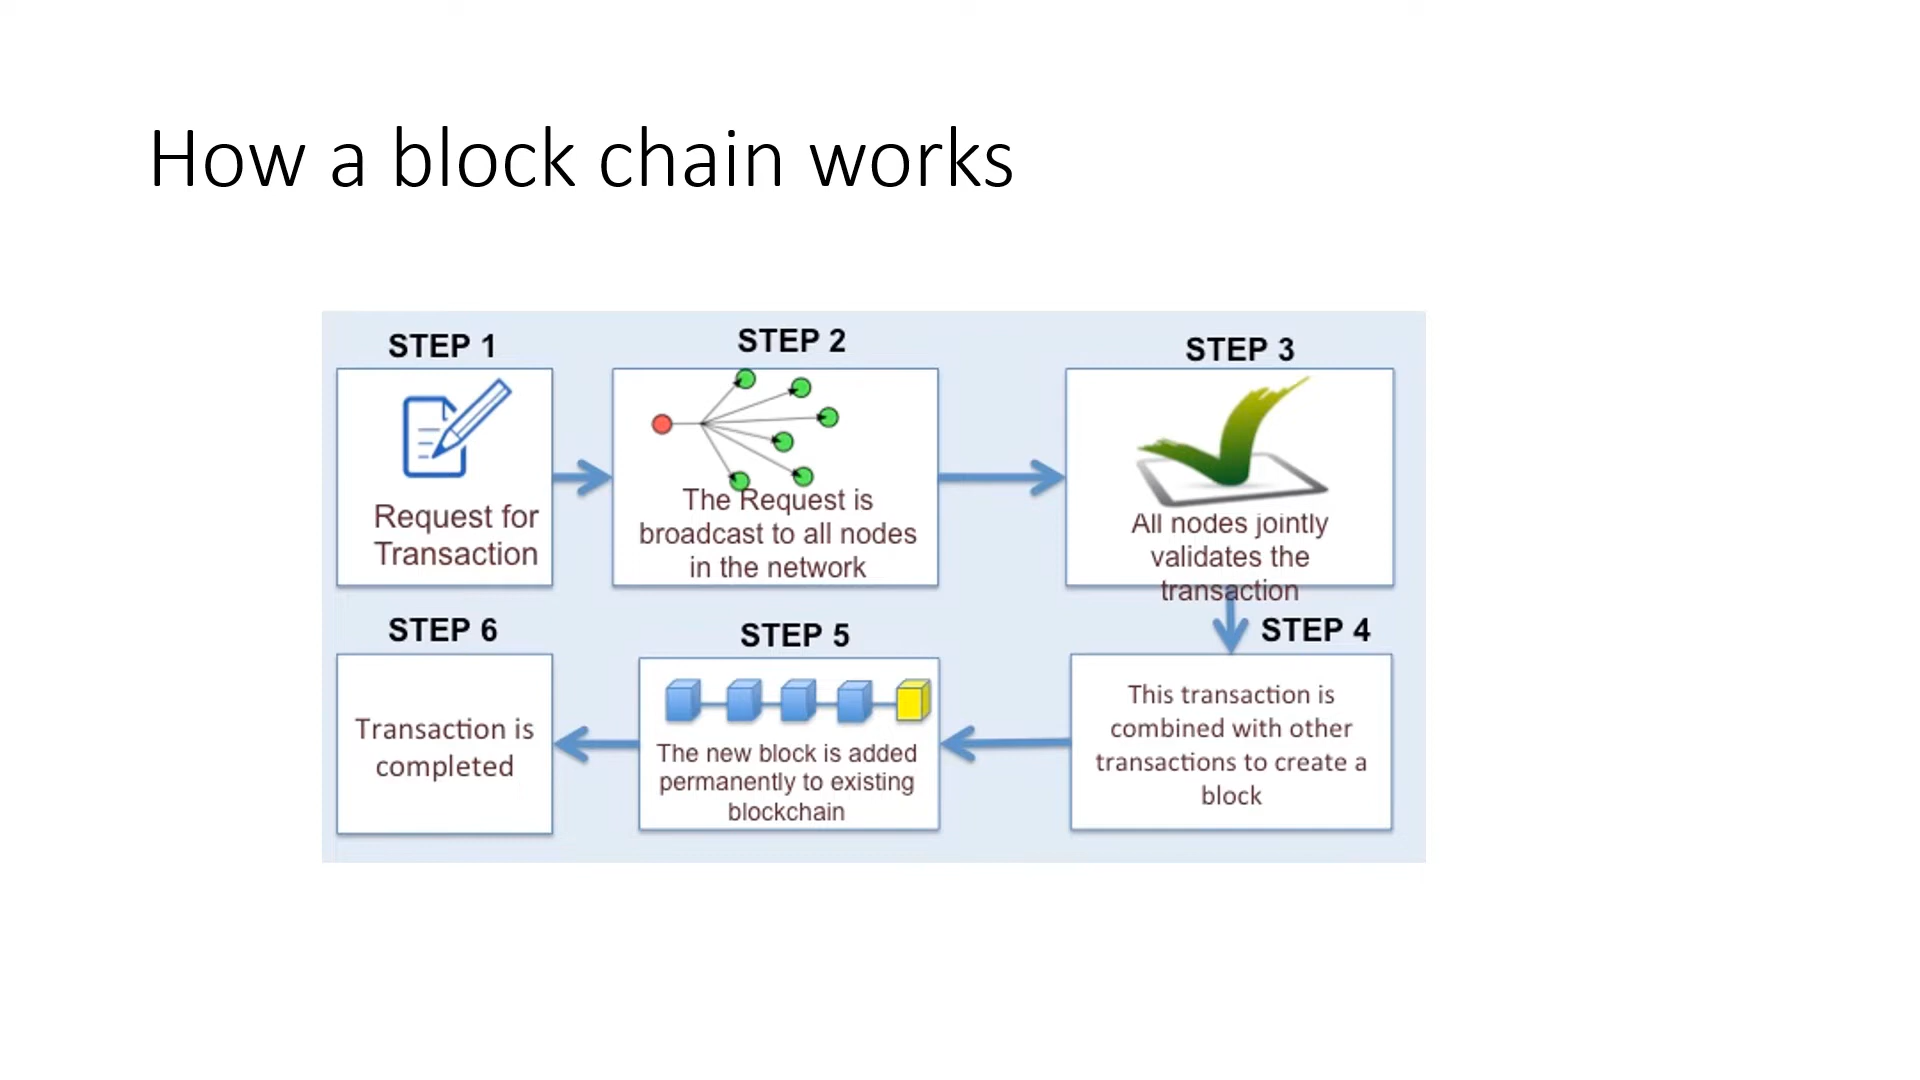 How a block chain works
STEP 1
Request for
Transaction
STEP 2
The Request is
broadcast to all nodes
in the network
STEP 3
All nodes jointly
validates the
transaction
STEP 4
This transaction is
combined with other
transactions to create a
block
STEP 5
The new block is added
permanently to existing
blockchain
STEP 6
Transaction is
completed